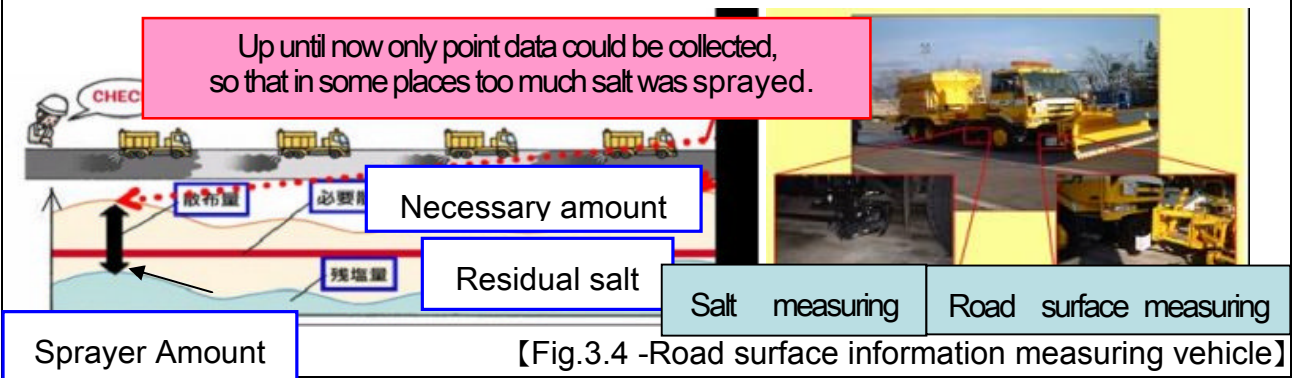 Up until now only point data could be collected,
so that in some places too much salt was sprayed.
CHEC
散布量
必要
Necessary amount
残塩量
Residual salt
Salt measuring
Road surface measuring
Sprayer Amount
【Fig.3.4 -Road surface information measuring vehicle】